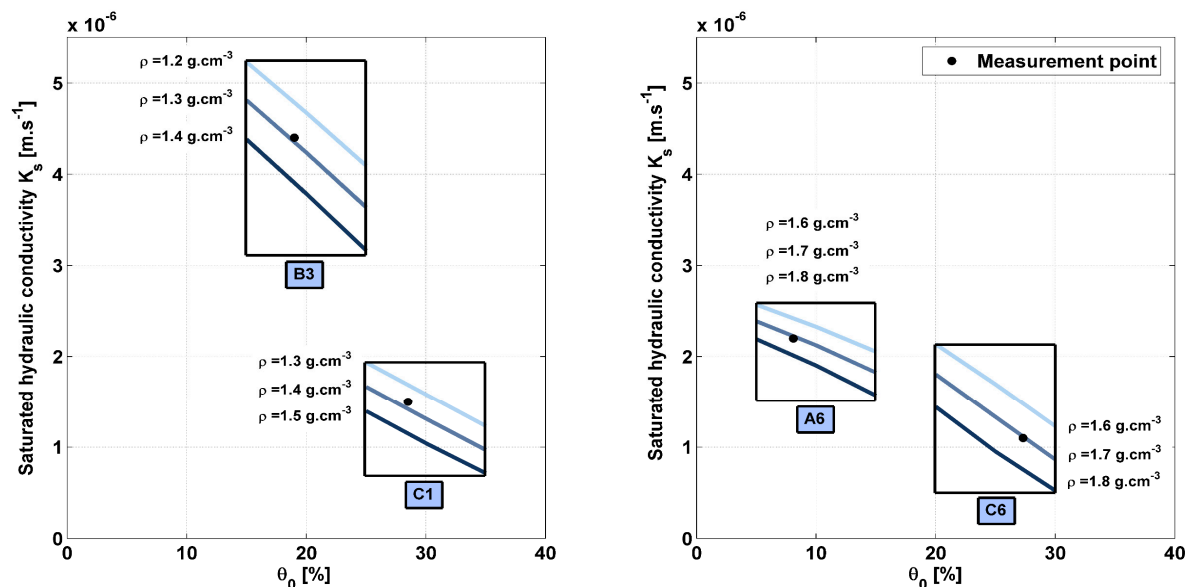 x 10⁻⁶
5
4
3
2
1
0
0 10 20 30 40
Saturated hydraulic conductivity Kₛ [m.s⁻¹]
θ₀ [%]
ρ =1.2 g.cm⁻³
ρ =1.3 g.cm⁻³
ρ =1.4 g.cm⁻³
B3
ρ =1.3 g.cm⁻³
ρ =1.4 g.cm⁻³
ρ =1.5 g.cm⁻³
C1
x 10⁻⁶
5
4
3
2
1
0
0 10 20 30 40
Saturated hydraulic conductivity Kₛ [m.s⁻¹]
θ₀ [%]
Measurement point
ρ =1.6 g.cm⁻³
ρ =1.7 g.cm⁻³
ρ =1.8 g.cm⁻³
A6
ρ =1.6 g.cm⁻³
ρ =1.7 g.cm⁻³
ρ =1.8 g.cm⁻³
C6